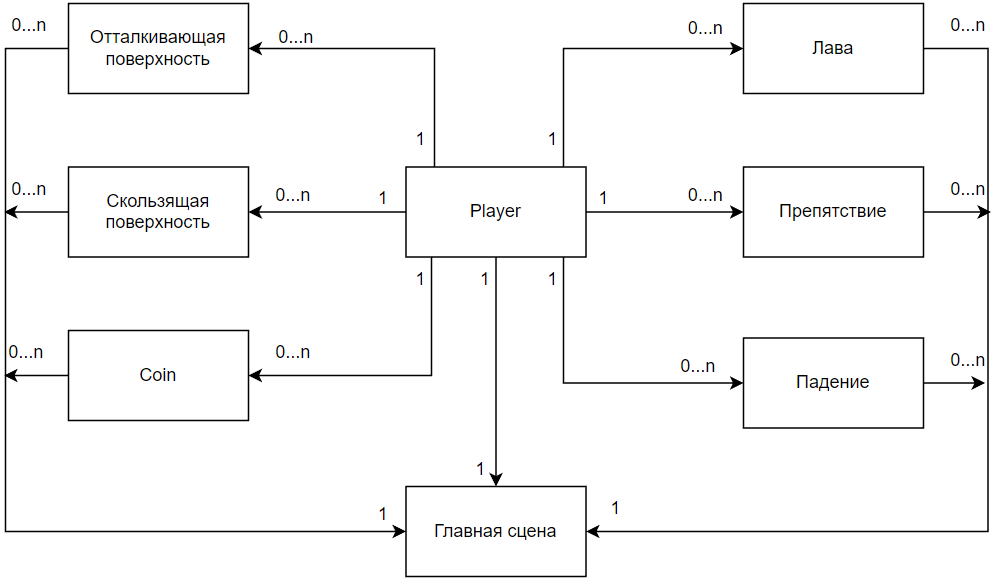 0...n
Отталкивающая
поверхность
0...n
0...n
Лава
0...n
1
1
0...n
Скользящая
поверхность
0...n
1
Player
1
0...n
Препятствие
0...n
1
1
1
0...n
Coin
0...n
0...n
Падение
0...n
1
1
Главная сцена
1